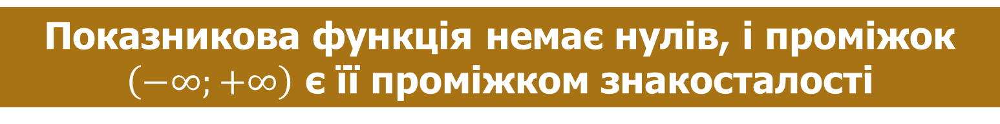 Показникова функція немає нулів, і проміжок
(−∞; +∞) є її проміжком знакосталості